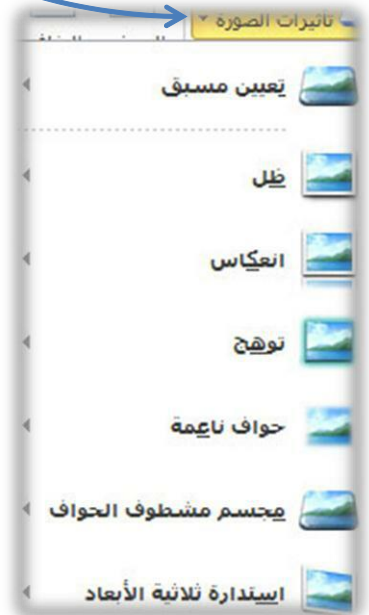 تأثيرات الصورة
تعيين مسبق
ظل
انعكاس
توهج
حواف ناعمة
مجسم مشطوف الحواف
استدارة ثلاثية الأبعاد